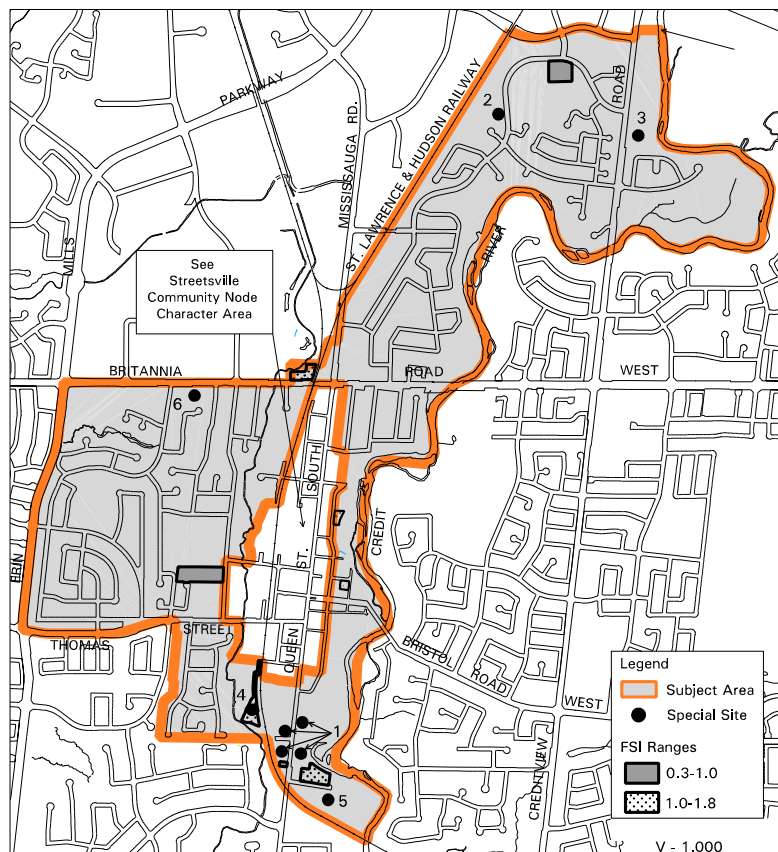 PARKWAY
MISSISSAUGA RD.
ST. LAWRENCE & HUDSON RAILWAY
ROAD
2
3
RIVER
MILLS
See
Streetsville
Community Node
Character Area
BRITANNIA
ROAD
WEST
6
SOUTH
ST.
QUEEN
CREDIT
ERIN
THOMAS
STREET
BRISTOL
ROAD
WEST
CREDITVIEW
4
1
5
Legend
Subject Area
Special Site
FSI Ranges
0.3-1.0
1.0-1.8
V - 1.000